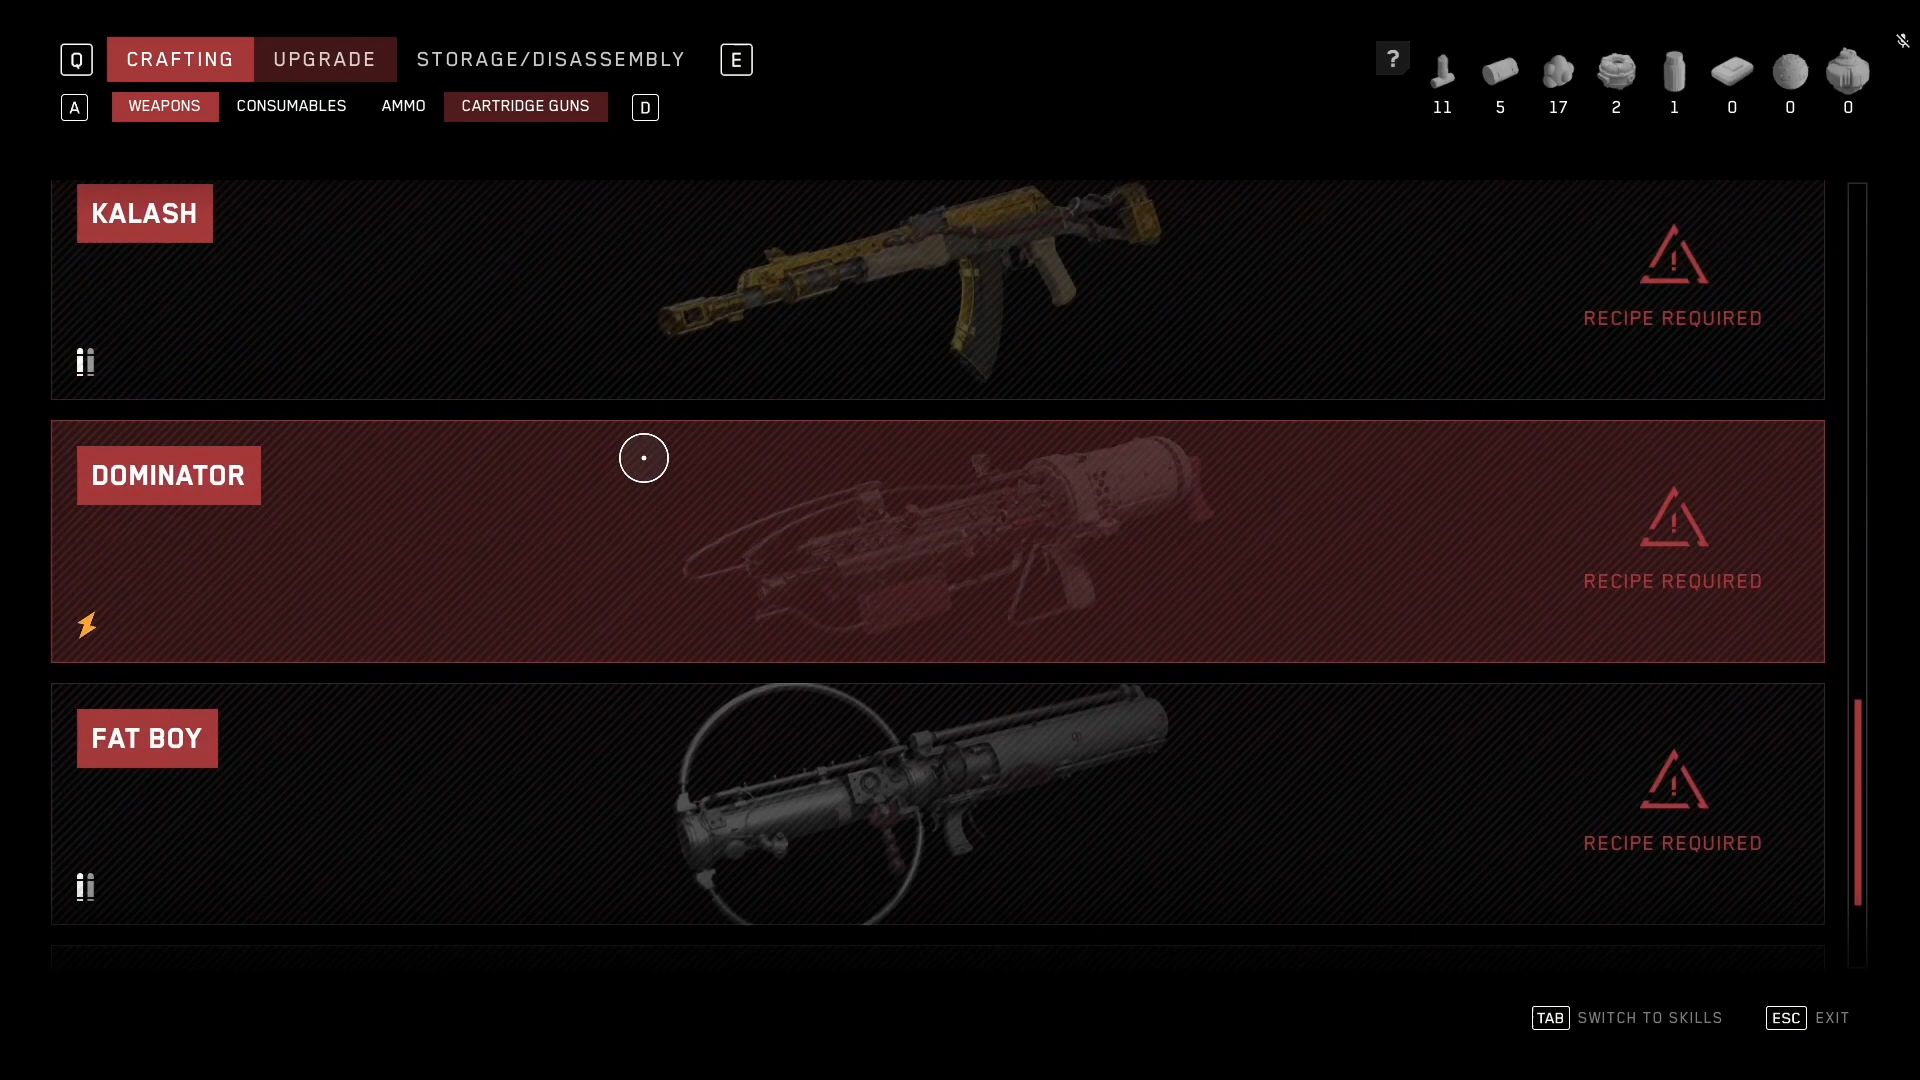 Q CRAFTING UPGRADE STORAGE/DISASSEMBLY E
A WEAPONS CONSUMABLES AMMO CARTRIDGE GUNS D
?
11 5 17 2 1 0 0 0
KALASH
RECIPE REQUIRED
DOMINATOR
RECIPE REQUIRED
FAT BOY
RECIPE REQUIRED
TAB SWITCH TO SKILLS ESC EXIT